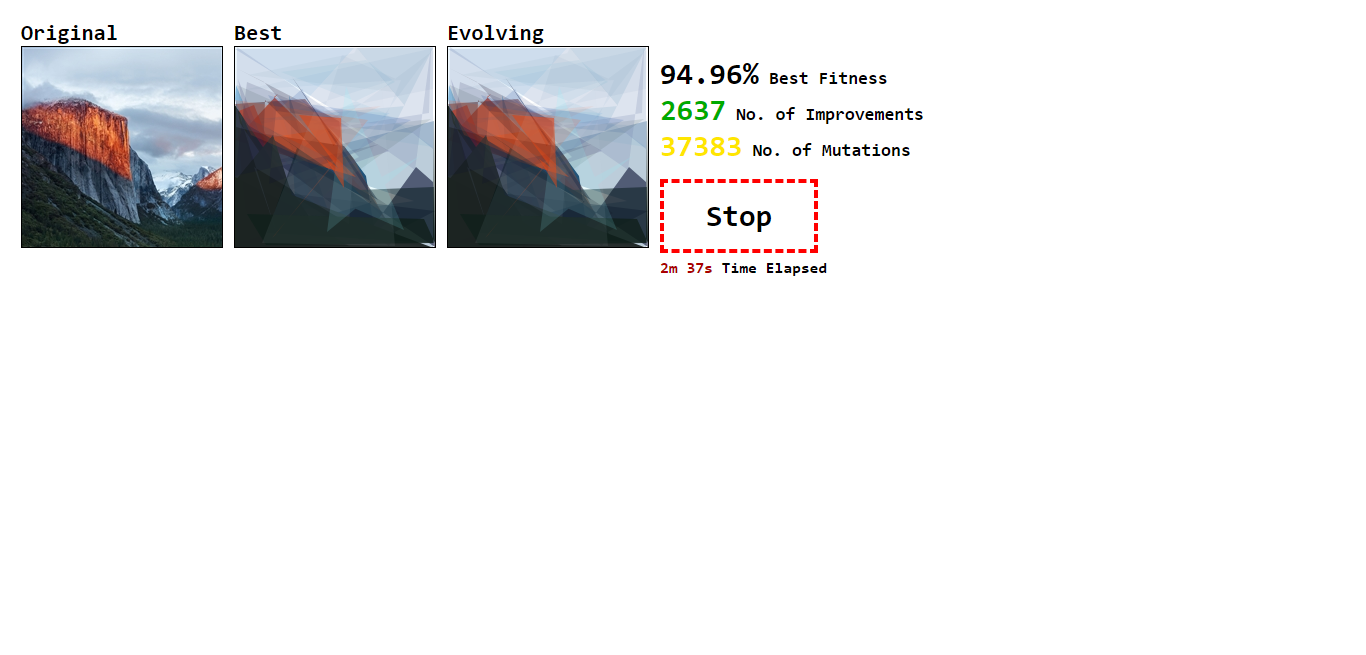 Original
Best
Evolving
94.96% Best Fitness
2637 No. of Improvements
37383 No. of Mutations
Stop
2m 37s Time Elapsed